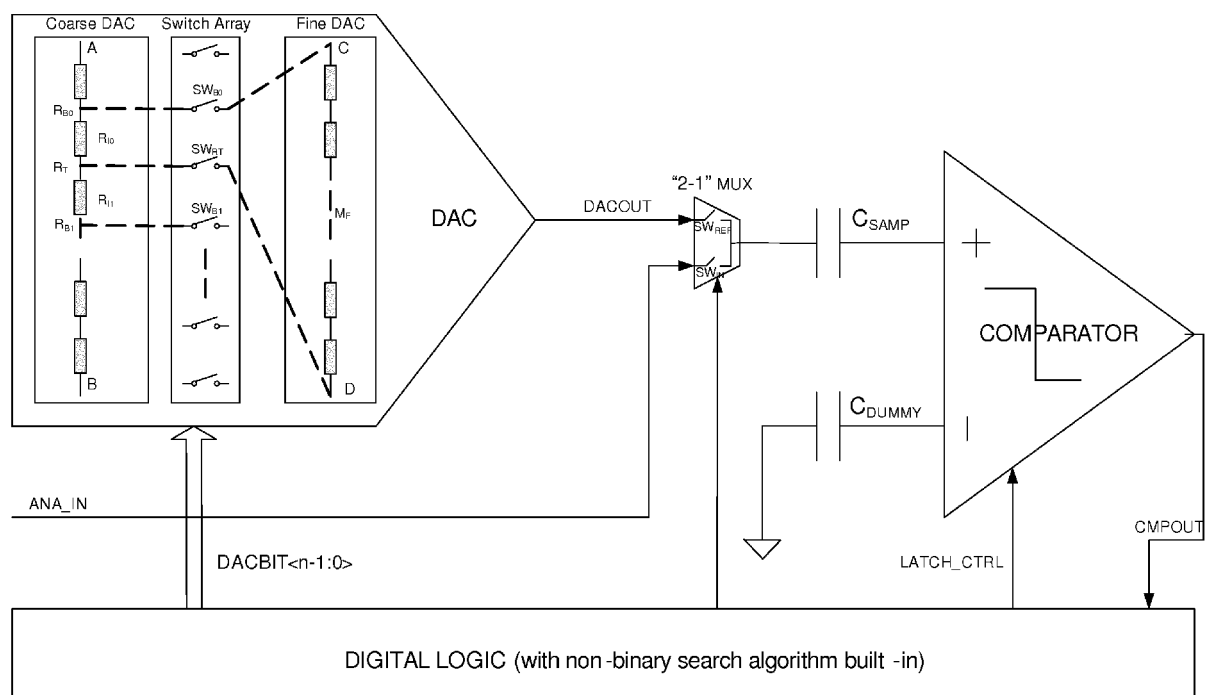 Coarse DAC
Switch Array
Fine DAC
A
C
SW_B0
R_B0
R_I0
SW_RT
R_T
R_I1
SW_B1
R_B1
M_F
B
D
DAC
DACOUT
"2-1" MUX
SW_REF
SW_IN
C_SAMP
+
COMPARATOR
C_DUMMY
−
ANA_IN
DACBIT<n-1:0>
LATCH_CTRL
CMPOUT
DIGITAL LOGIC (with non-binary search algorithm built -in)